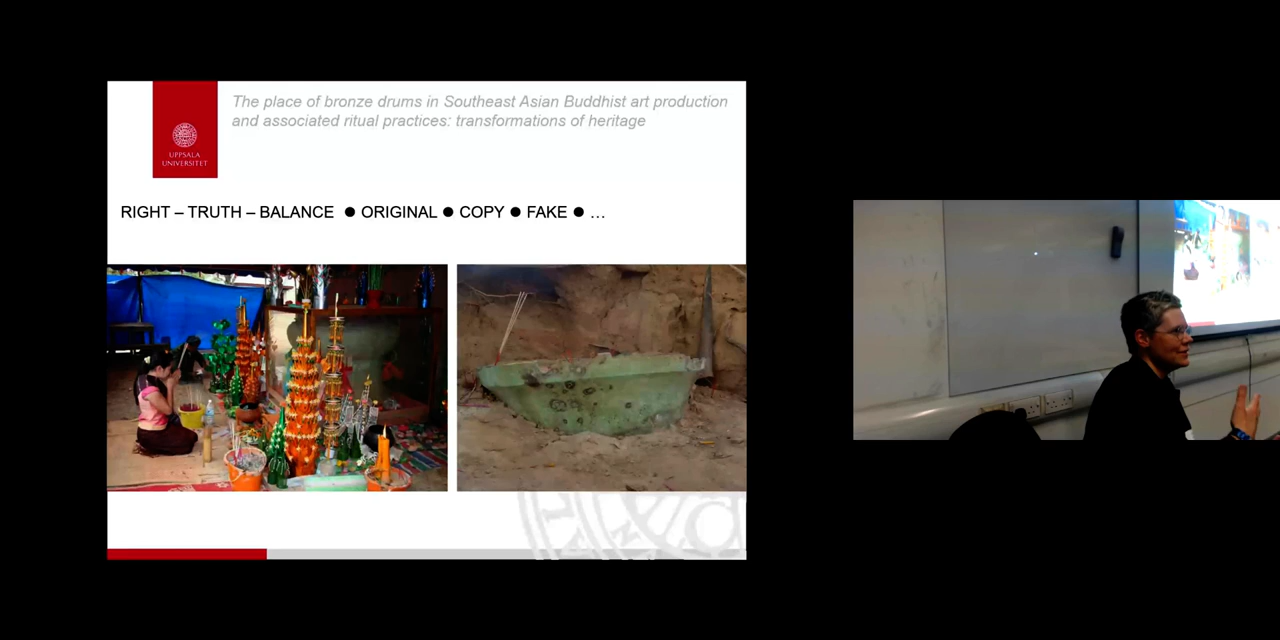 The place of bronze drums in Southeast Asian Buddhist art production
and associated ritual practices: transformations of heritage
UPPSALA
UNIVERSITET
RIGHT – TRUTH – BALANCE ● ORIGINAL ● COPY ● FAKE ● …